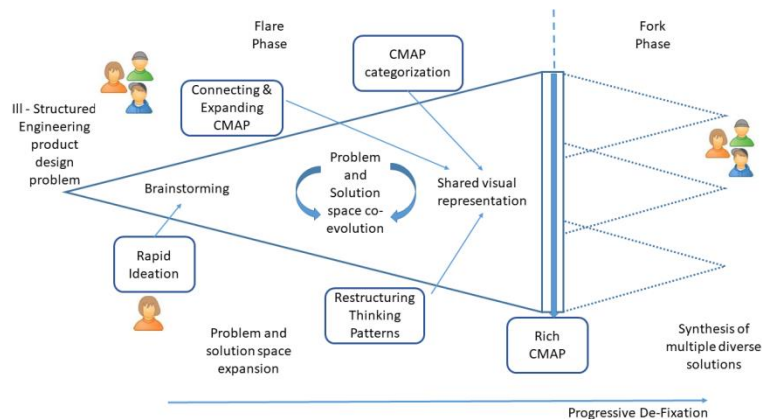 Flare
Phase
Fork
Phase
CMAP
categorization
Connecting &
Expanding
CMAP
Ill - Structured
Engineering
product
design
problem
Brainstorming
Problem
and
Solution
space co-
evolution
Shared visual
representation
Rapid
Ideation
Restructuring
Thinking
Patterns
Rich
CMAP
Problem and
solution space
expansion
Synthesis of
multiple diverse
solutions
Progressive De-Fixation